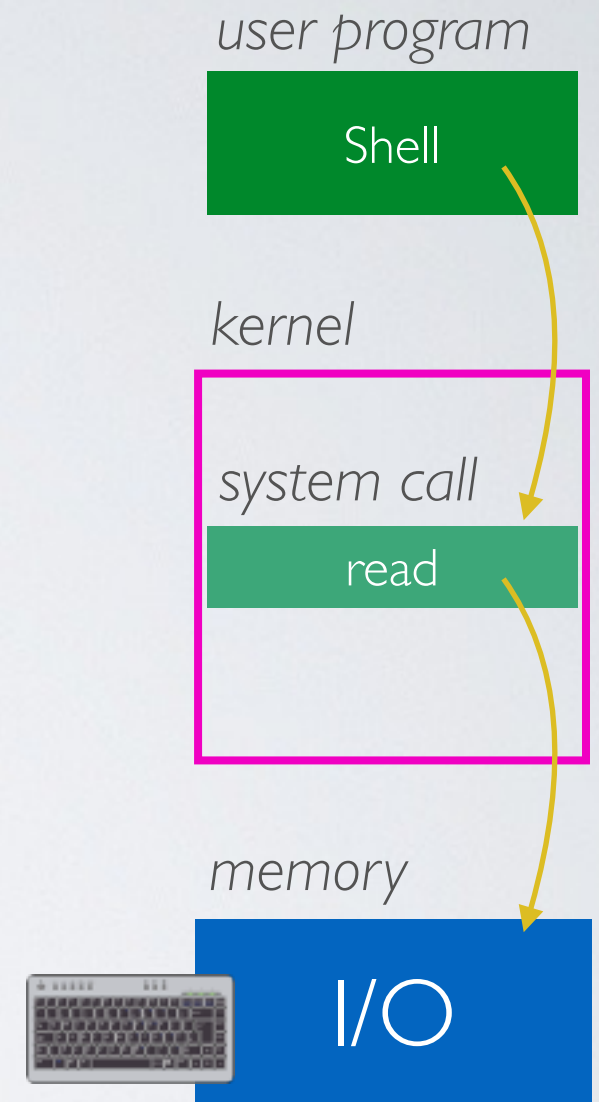 user program
Shell
kernel
system call
read
memory
I/O